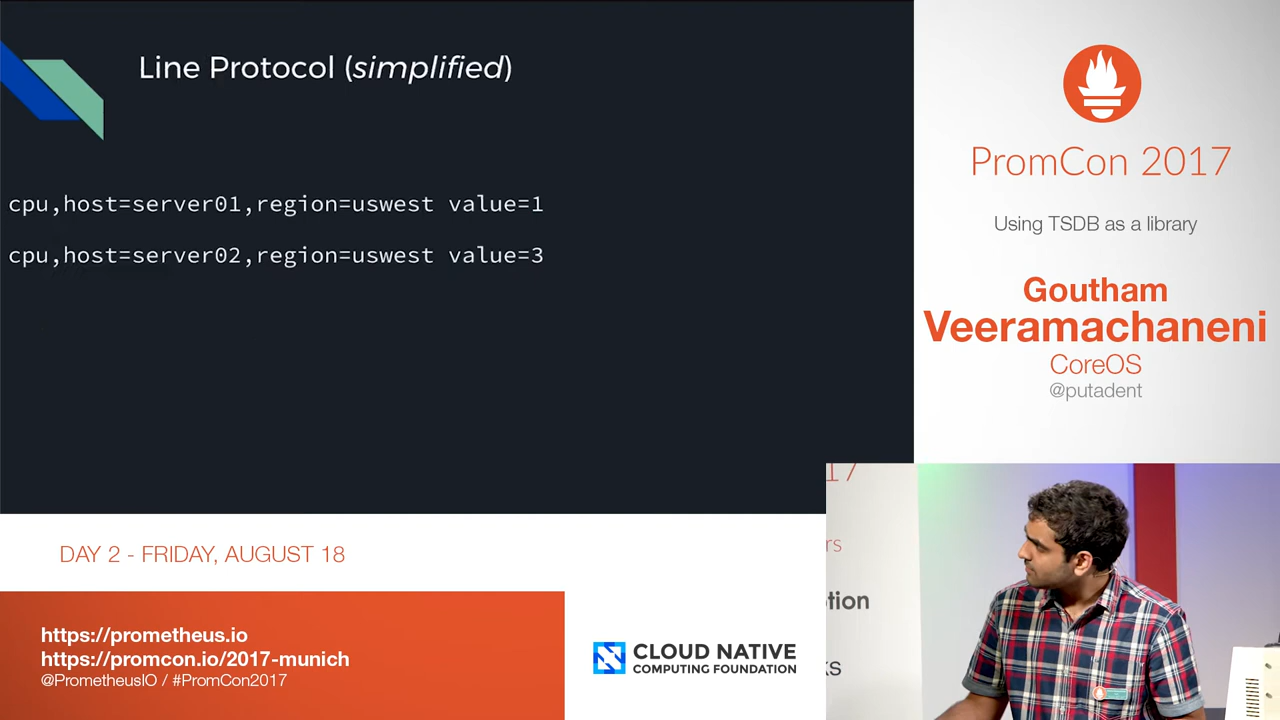 Line Protocol (simplified)
cpu,host=server01,region=uswest value=1
cpu,host=server02,region=uswest value=3
PromCon 2017
Using TSDB as a library
Goutham
Veeramachaneni
CoreOS
@putadent
DAY 2 - FRIDAY, AUGUST 18
https://prometheus.io
https://promcon.io/2017-munich
@PrometheusIO / #PromCon2017
CLOUD NATIVE
COMPUTING FOUNDATION
17